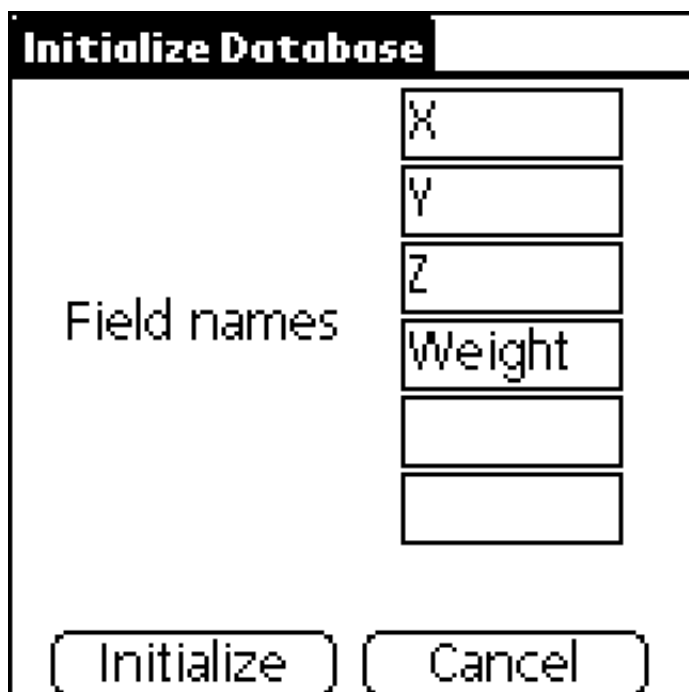 Initialize Database
X
Y
Z
Field names
Weight
Initialize Cancel